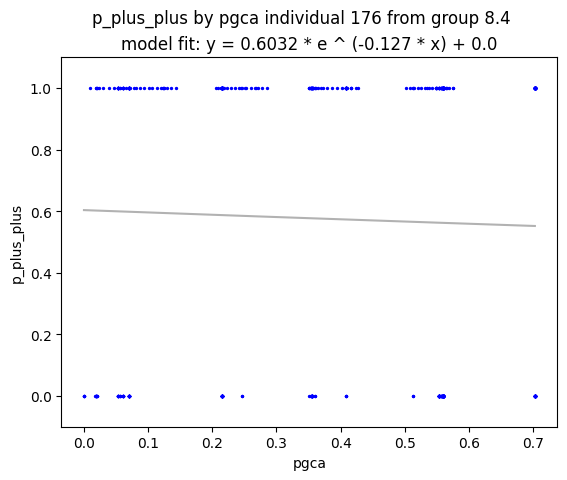 p_plus_plus by pgca individual 176 from group 8.4
model fit: y = 0.6032 * e ^ (-0.127 * x) + 0.0
p_plus_plus
1.0
0.8
0.6
0.4
0.2
0.0
0.0 0.1 0.2 0.3 0.4 0.5 0.6 0.7
pgca